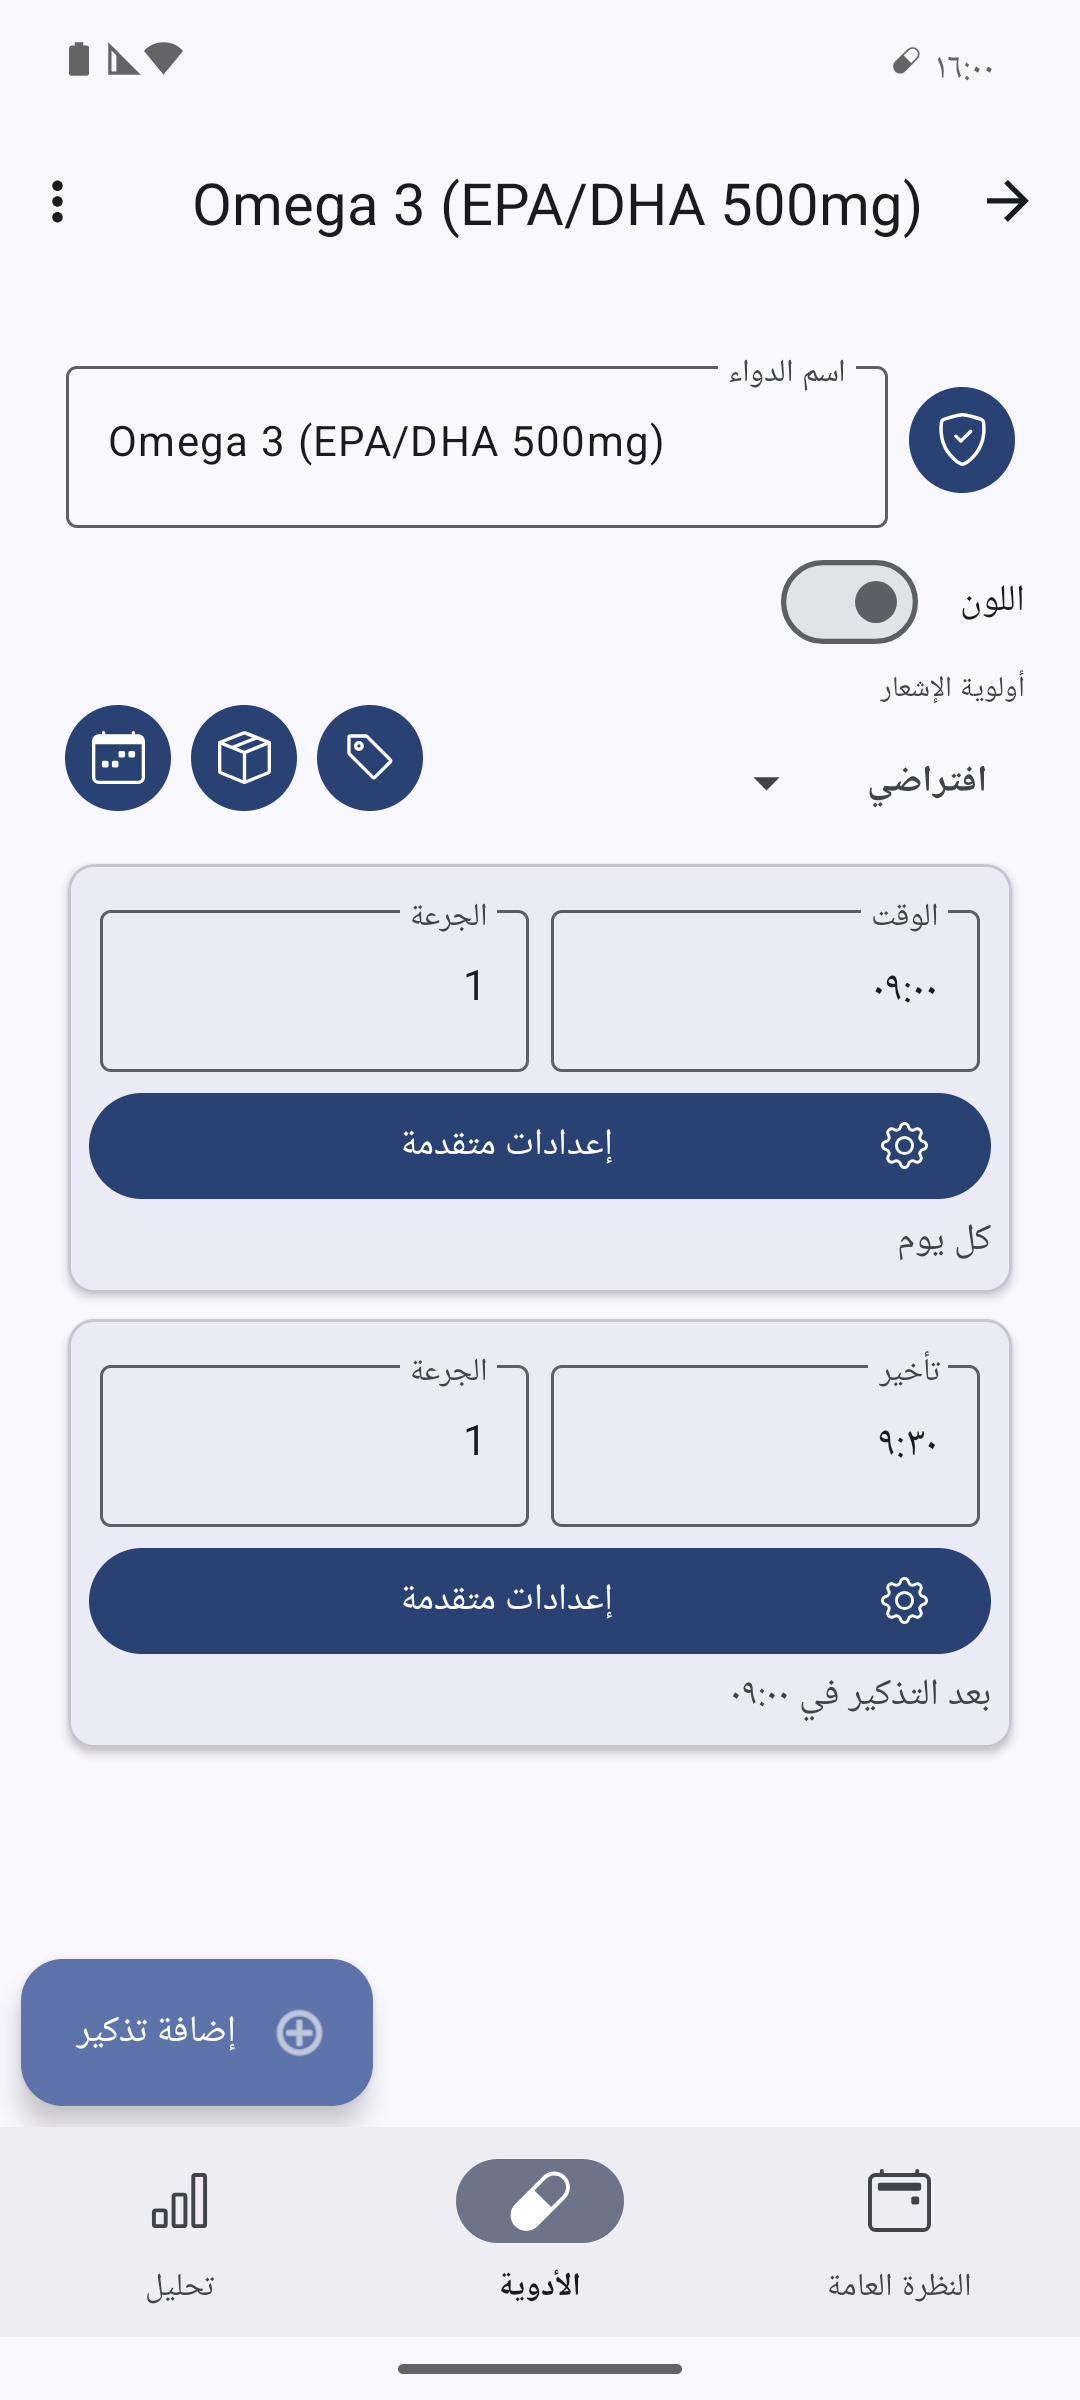 ١٦:٠٠
Omega 3 (EPA/DHA 500mg)
اسم الدواء
Omega 3 (EPA/DHA 500mg)
اللون
أولوية الإشعار
افتراضي
الوقت
٠٩:٠٠
الجرعة
1
إعدادات متقدمة
كل يوم
تأخير
٩:٣٠
الجرعة
1
إعدادات متقدمة
بعد التذكير في ٠٩:٠٠
إضافة تذكير
النظرة العامة
الأدوية
تحليل